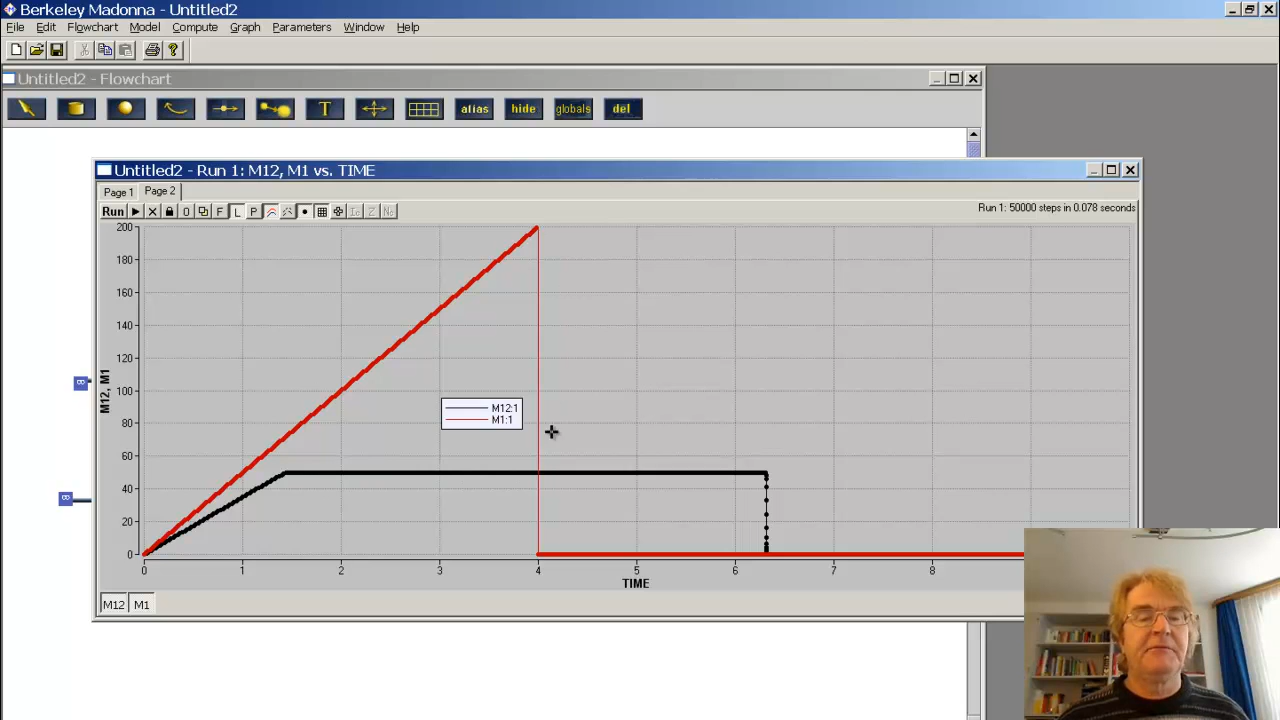 Berkeley Madonna - Untitled2
File Edit Flowchart Model Compute Graph Parameters Window Help
Untitled2 - Flowchart
T alias hide globals del
Untitled2 - Run 1: M12, M1 vs. TIME
Page 1 Page 2
Run 0 F L P Z
Run 1: 50000 steps in 0.078 seconds
200
180
160
140
120
100
80
60
40
20
0
M12, M1
M12:1
M1:1
0 1 2 3 4 5 6 7 8
TIME
M12 M1